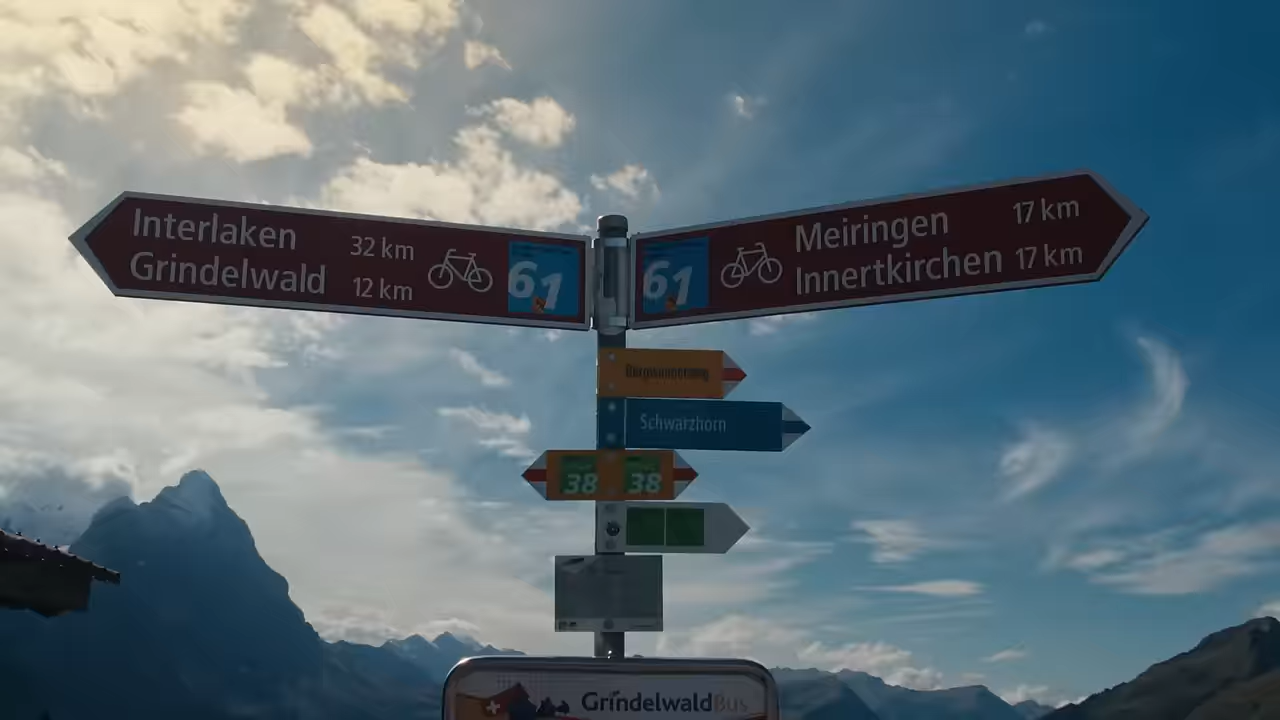 Interlaken 32 km
Grindelwald 12 km
61
61
Meiringen 17 km
Innertkirchen 17 km
Schwarzhorn
38 38
GrindelwaldBus